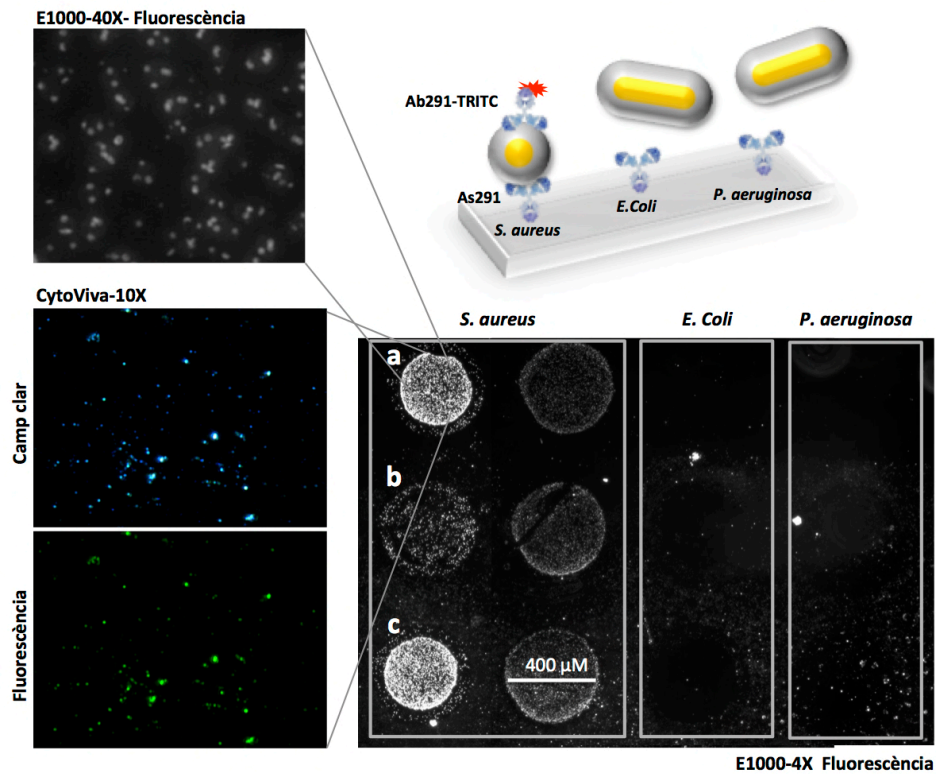 E1000-40X- Fluorescència
Ab291-TRITC
As291
S. aureus
E.Coli
P. aeruginosa
CytoViva-10X
Camp clar
Fluorescència
S. aureus
E. Coli
P. aeruginosa
a
b
c
400 μM
E1000-4X Fluorescència